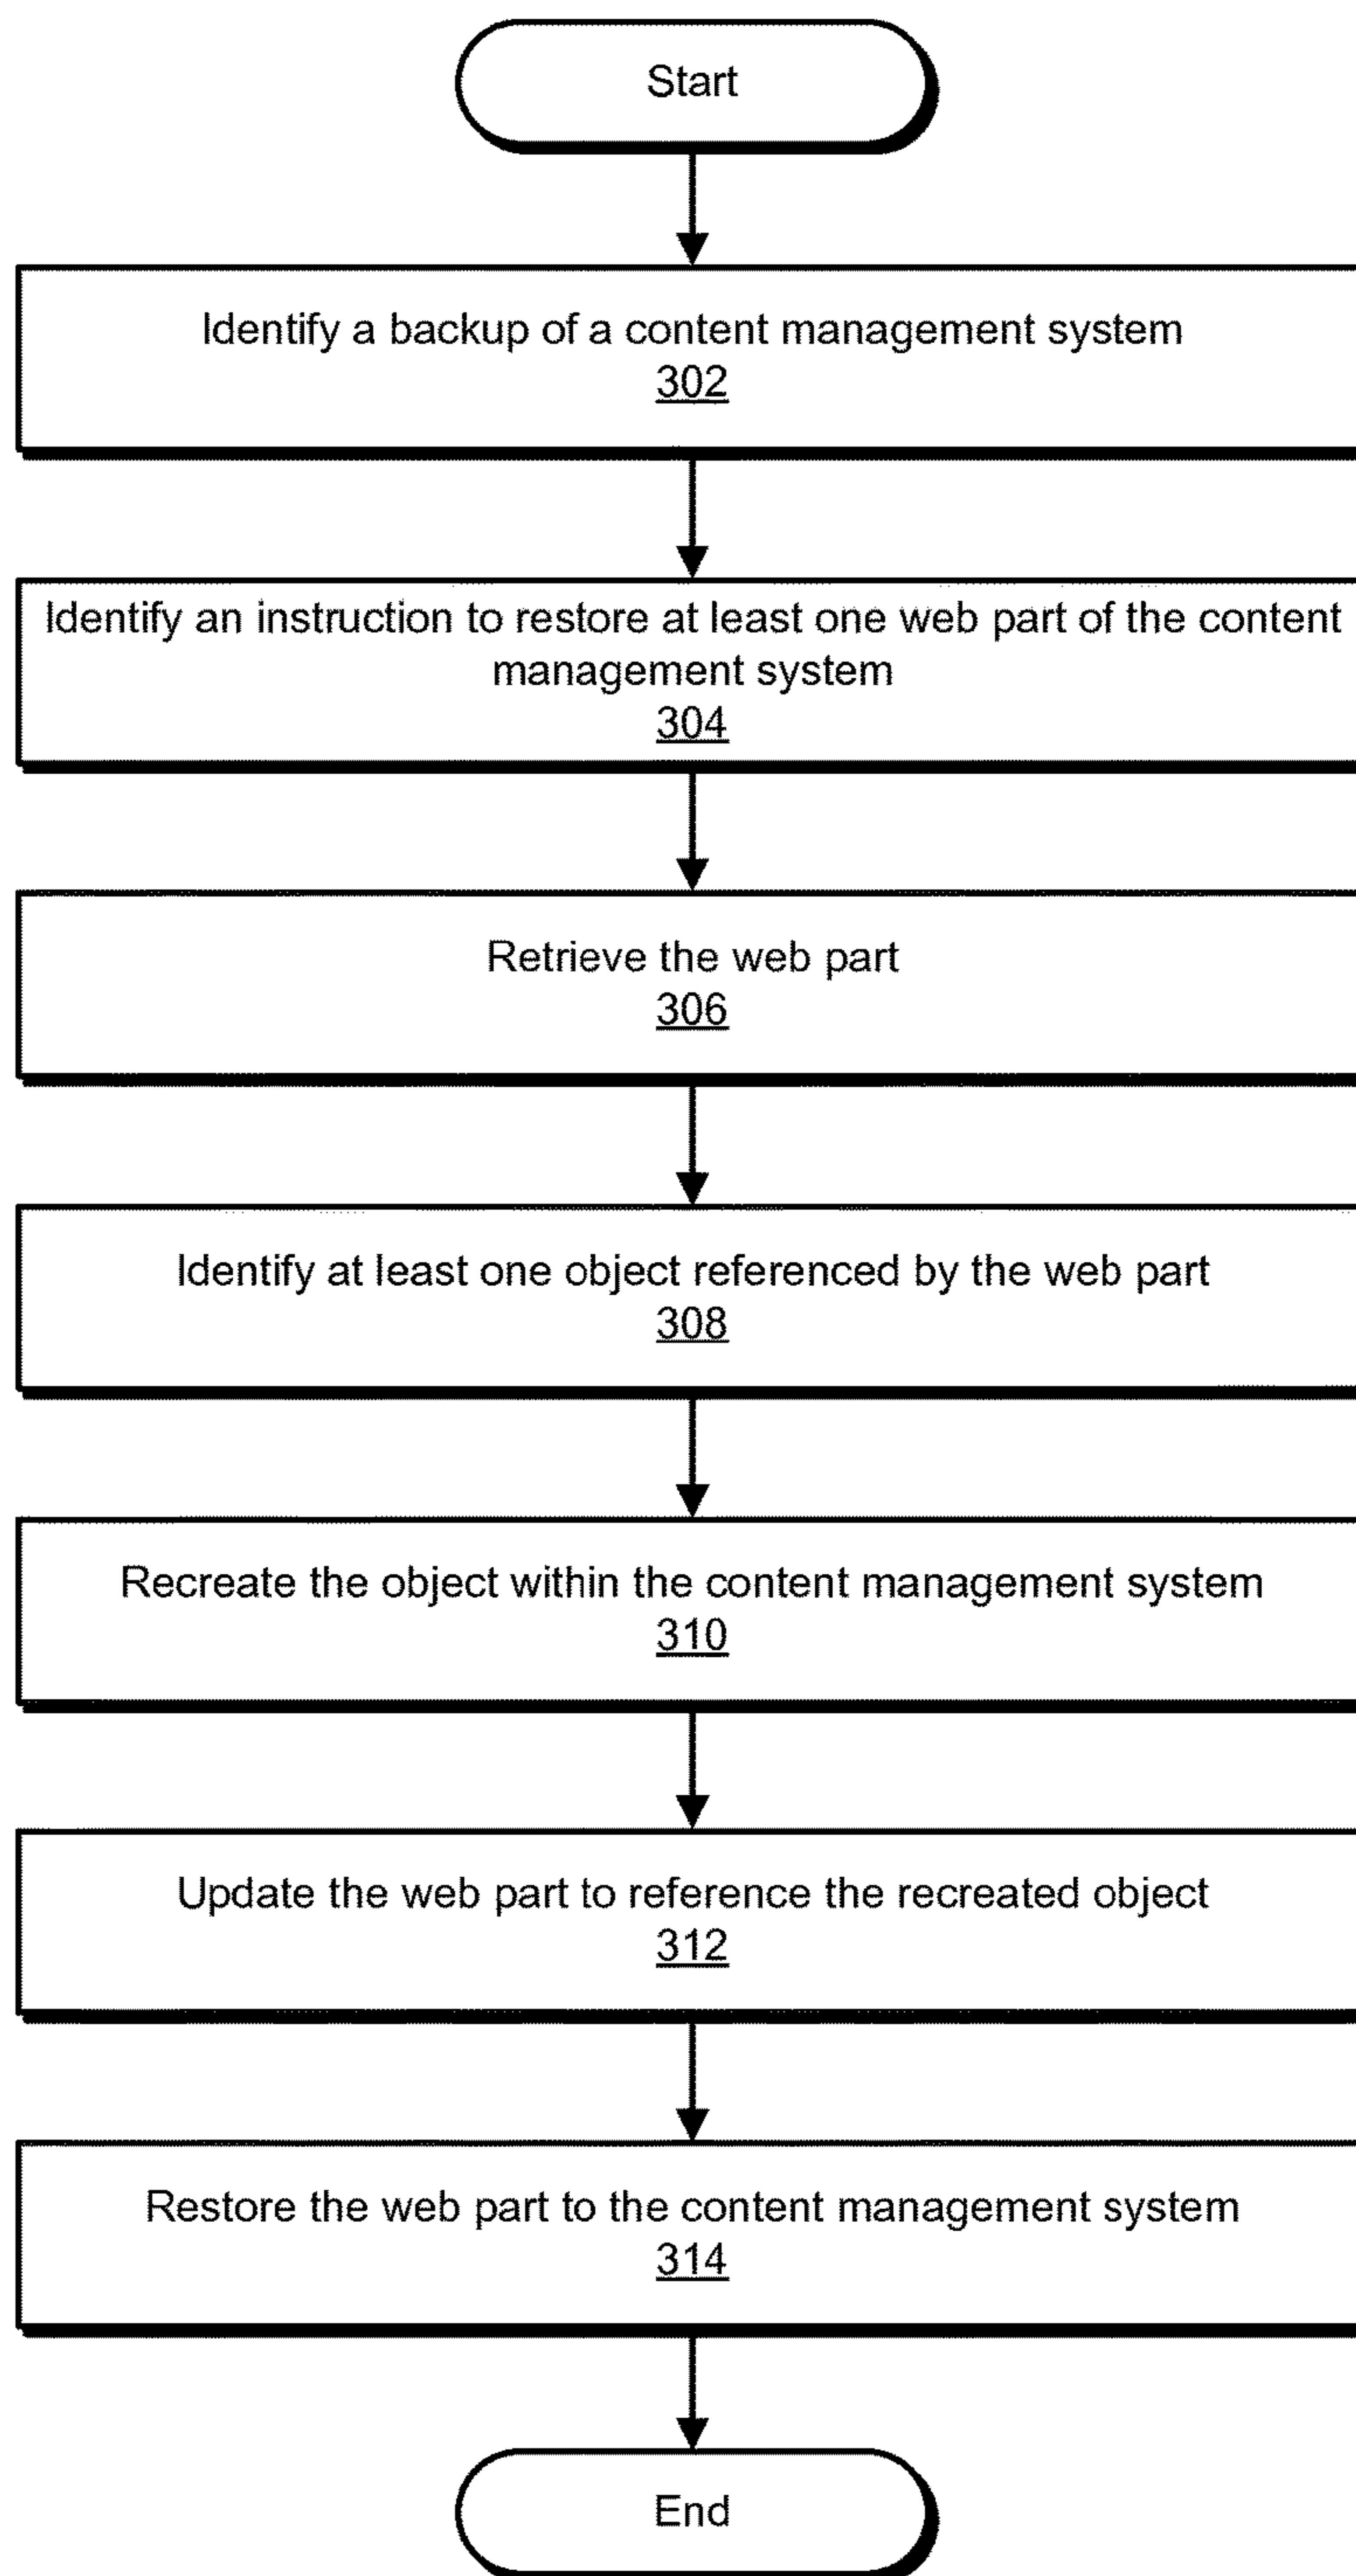 Start
Identify a backup of a content management system
302
Identify an instruction to restore at least one web part of the content
management system
304
Retrieve the web part
306
Identify at least one object referenced by the web part
308
Recreate the object within the content management system
310
Update the web part to reference the recreated object
312
Restore the web part to the content management system
314
End